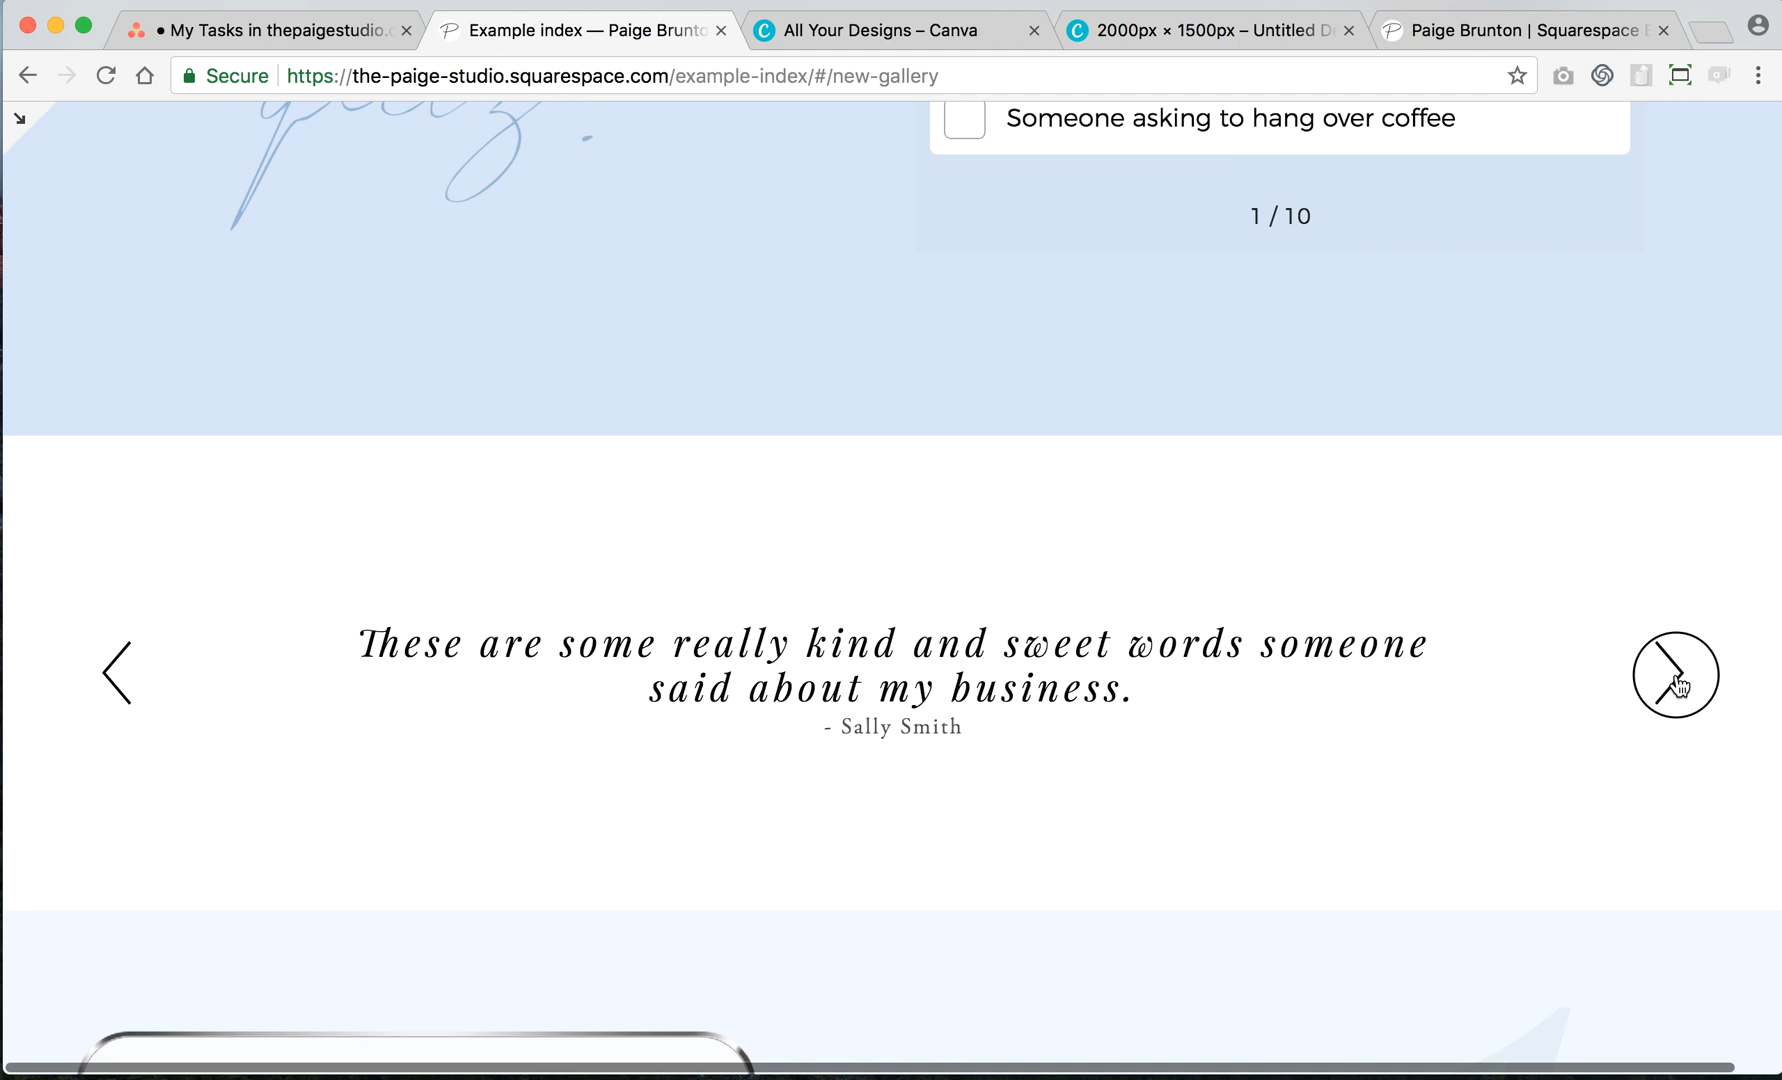 • My Tasks in thepaigestudio.c
Example index — Paige Brunto
All Your Designs – Canva
2000px × 1500px – Untitled De
Paige Brunton | Squarespace E
Secure
https://the-paige-studio.squarespace.com/example-index/#/new-gallery
quiz.
Someone asking to hang over coffee
1 / 10
These are some really kind and sweet words someone
said about my business.
- Sally Smith